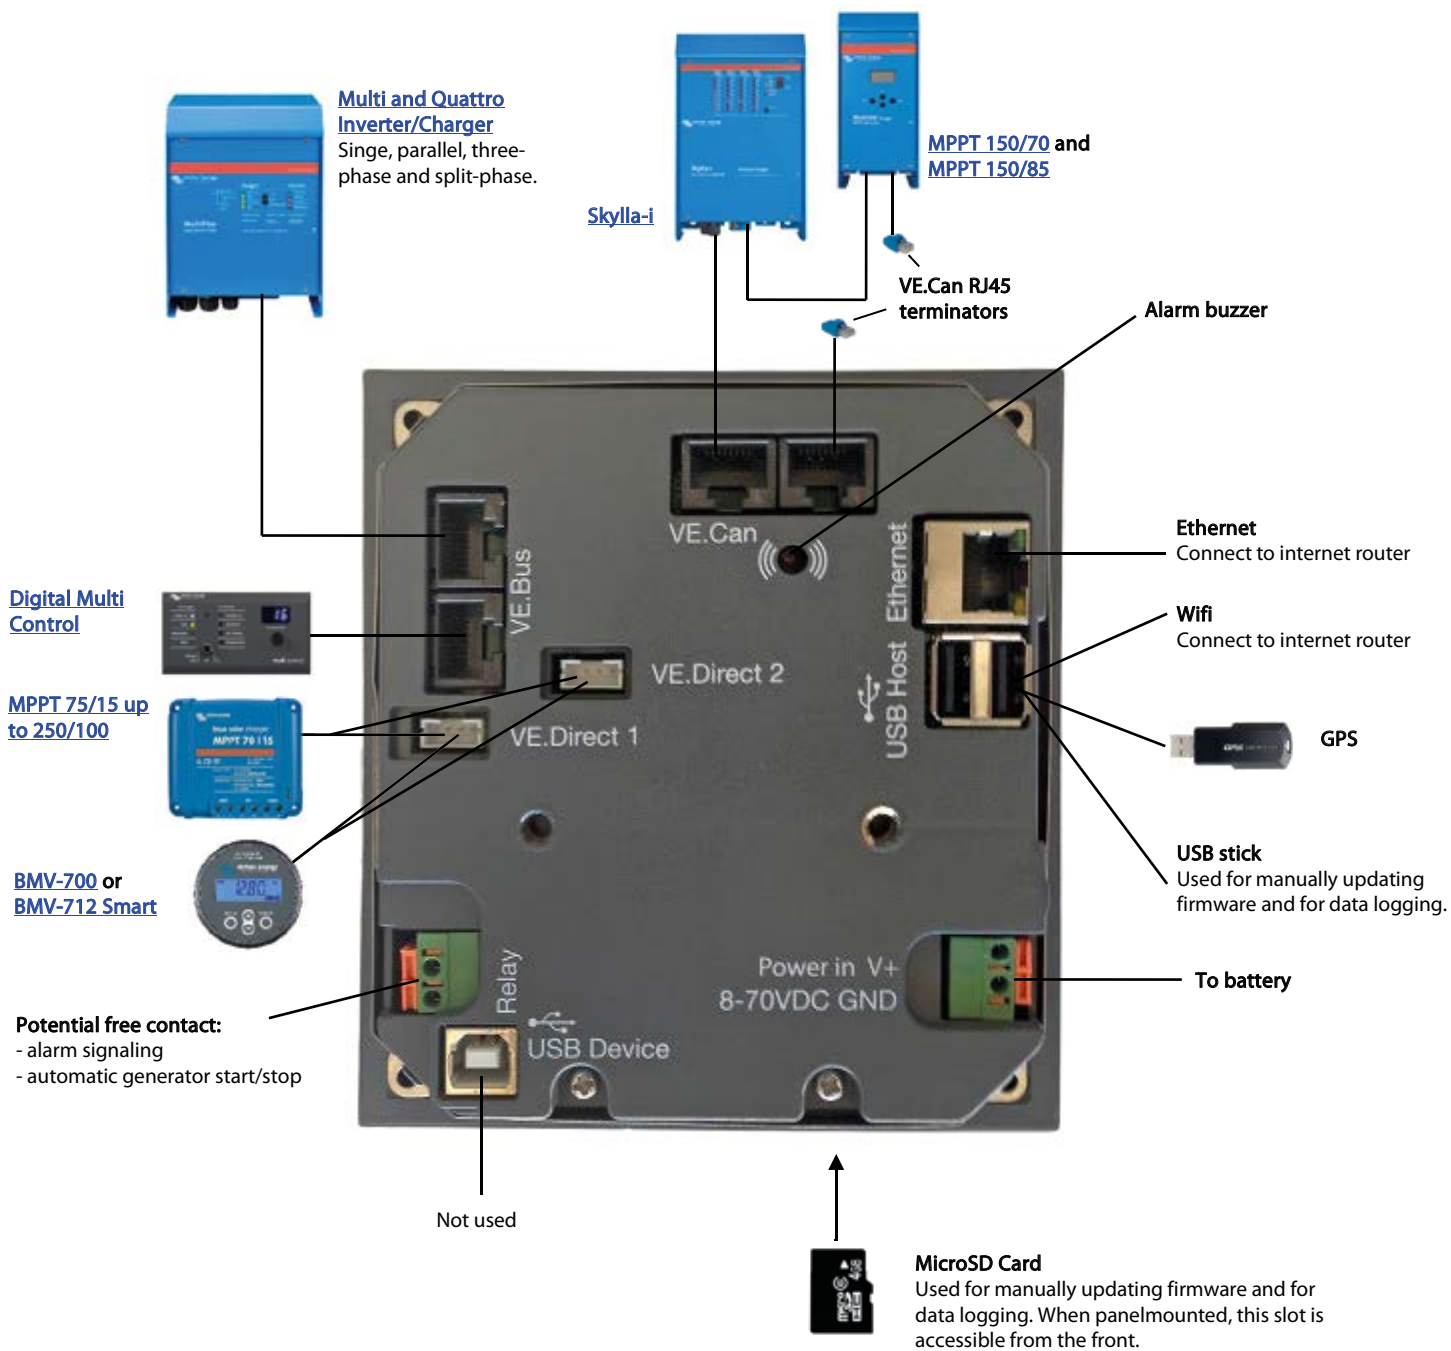 Multi and Quattro
Inverter/Charger
Singe, parallel, three-
phase and split-phase.
Skylla-i
MPPT 150/70 and
MPPT 150/85
VE.Can RJ45
terminators
Alarm buzzer
VE.Can
Ethernet
Ethernet
Connect to internet router
VE.Bus
Digital Multi
Control
16
Wifi
Connect to internet router
USB Host
VE.Direct 2
VE.Direct 1
MPPT 75/15 up
to 250/100
MPPT 70 | 15
GPS
USB stick
Used for manually updating
firmware and for data logging.
BMV-700 or
BMV-712 Smart
Relay
Power in V+
8-70VDC GND
To battery
Potential free contact:
- alarm signaling
- automatic generator start/stop
USB Device
Not used
4GB
MicroSD Card
Used for manually updating firmware and for
data logging. When panelmounted, this slot is
accessible from the front.